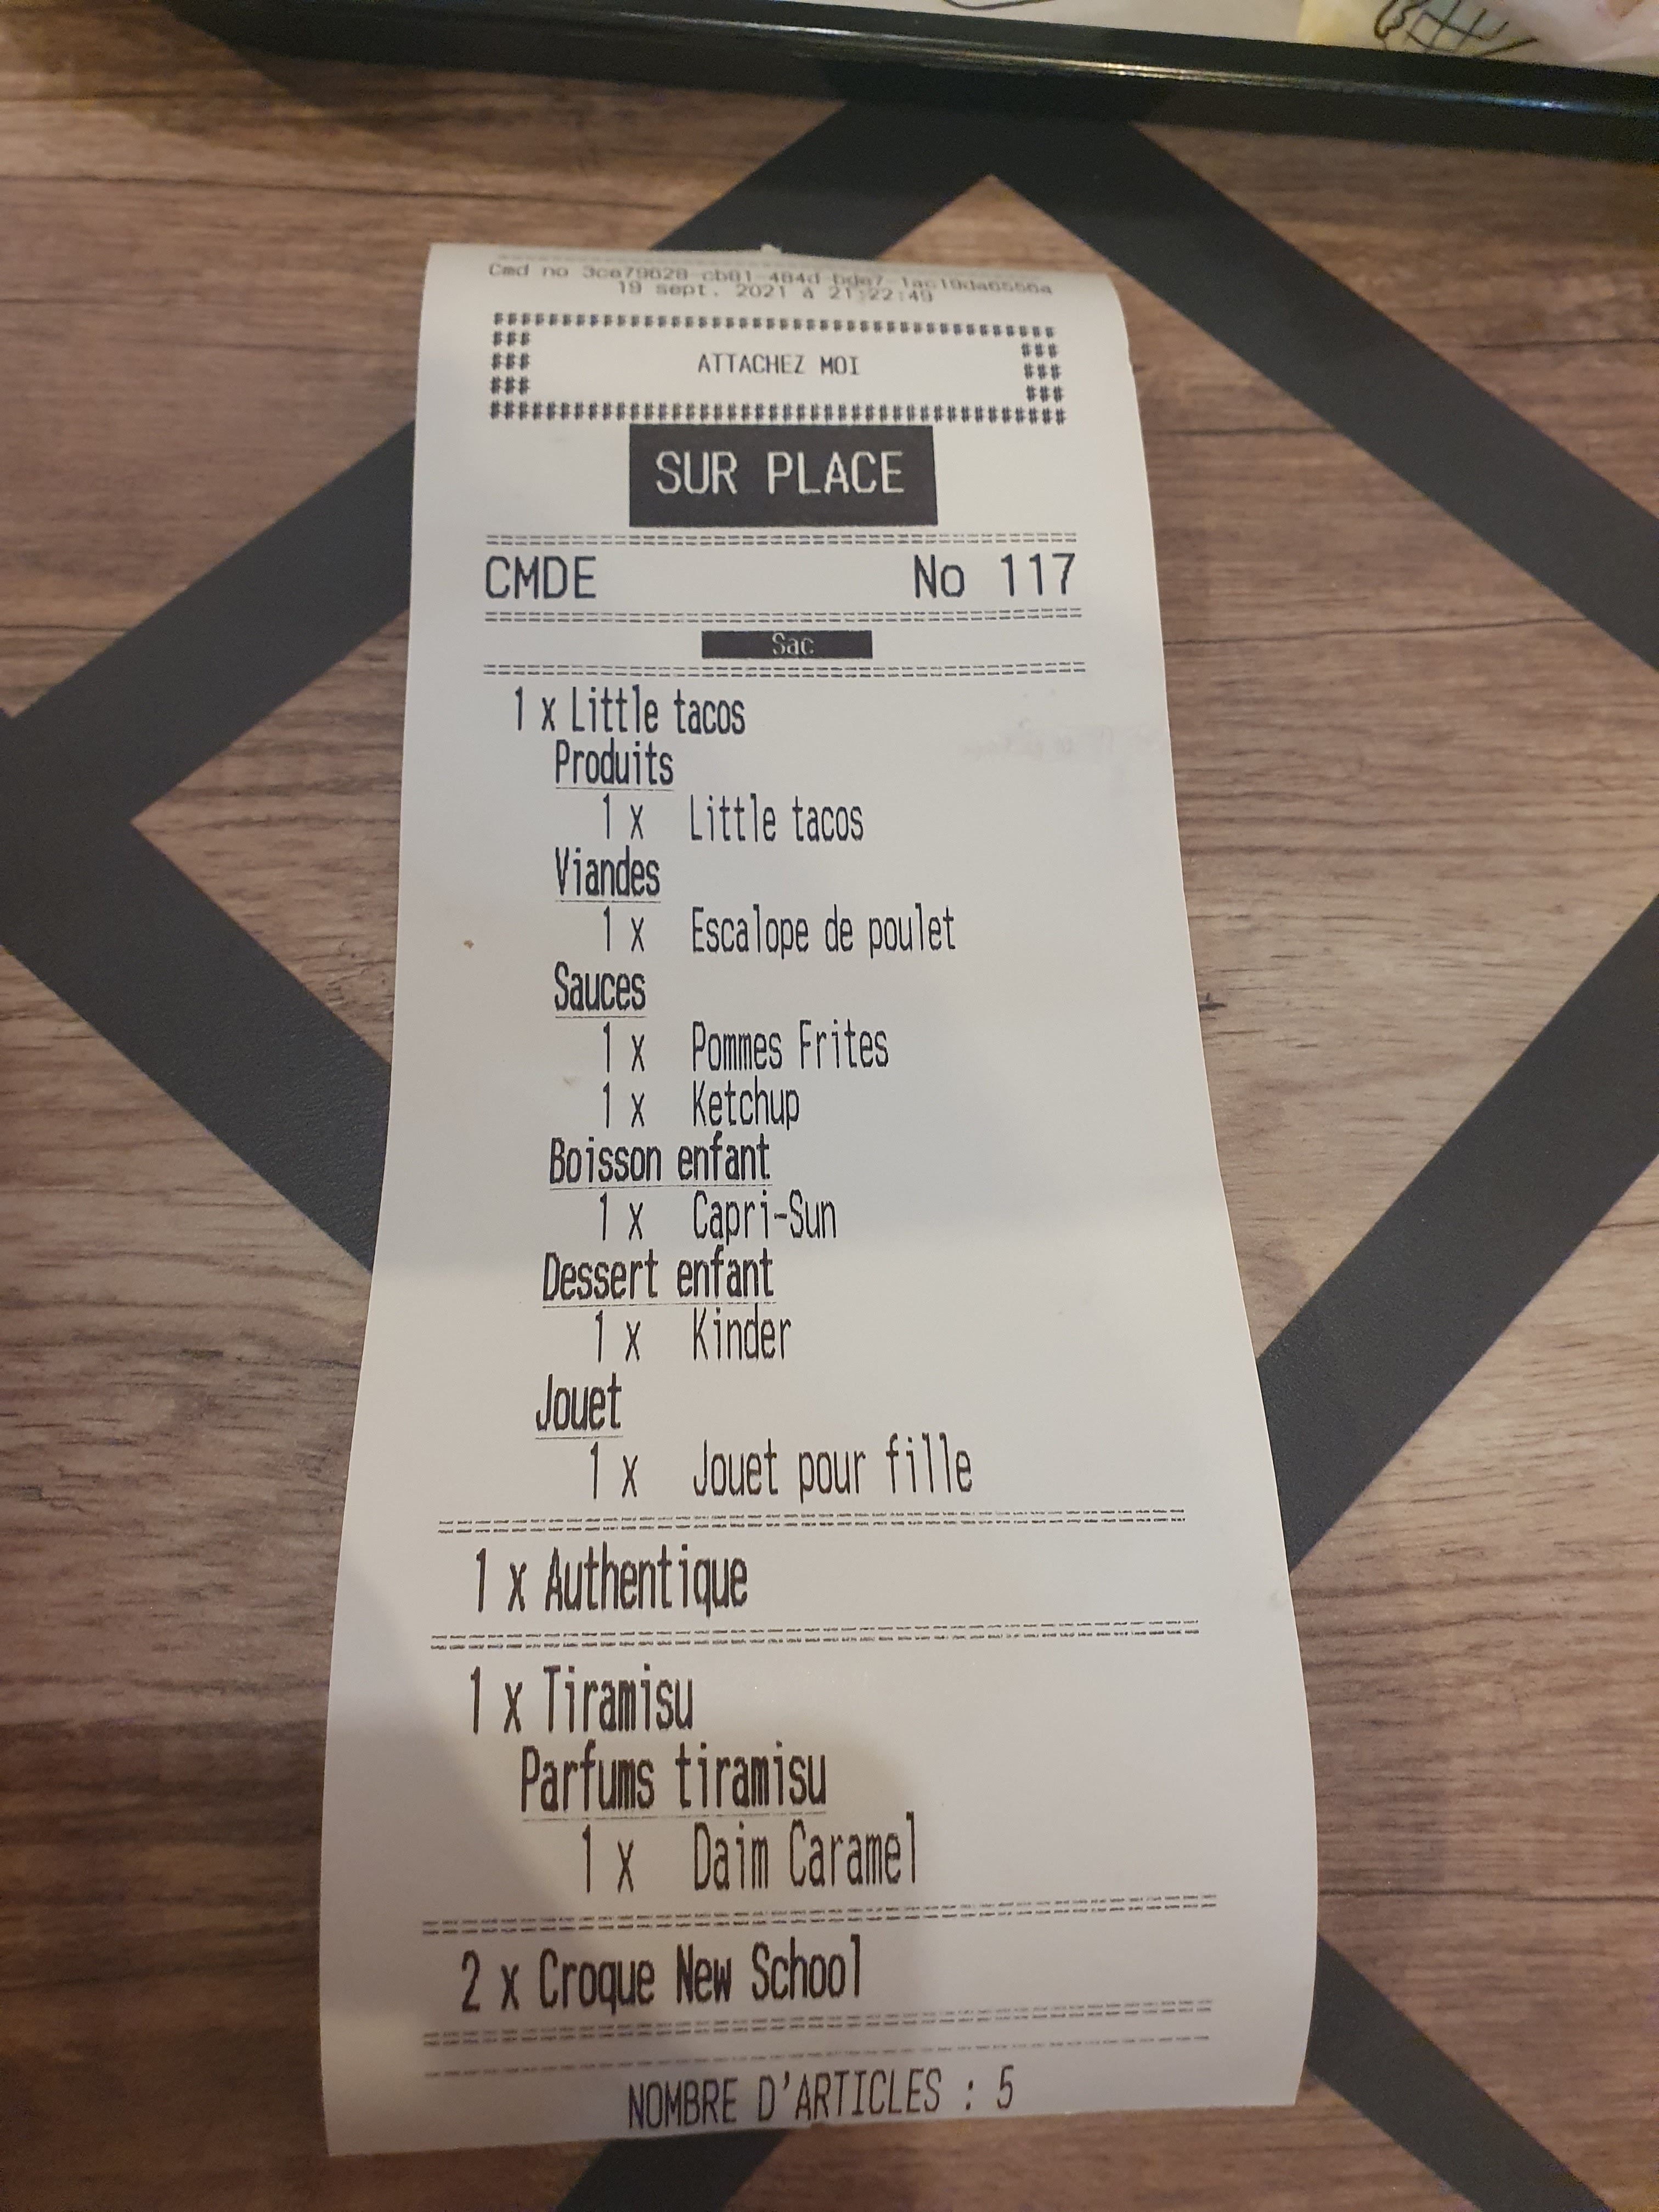 Cmd no
19 sept. 2021 à 21:22:49
########################################
### ###
### ATTACHEZ MOI ###
### ###
########################################
SUR PLACE
CMDE No 117
Sac
1 x Little tacos
Produits
1 x Little tacos
Viandes
1 x Escalope de poulet
Sauces
1 x Pommes Frites
1 x Ketchup
Boisson enfant
1 x Capri-Sun
Dessert enfant
1 x Kinder
Jouet
1 x Jouet pour fille
1 x Authentique
1 x Tiramisu
Parfums tiramisu
1 x Daim Caramel
2 x Croque New School
NOMBRE D'ARTICLES : 5